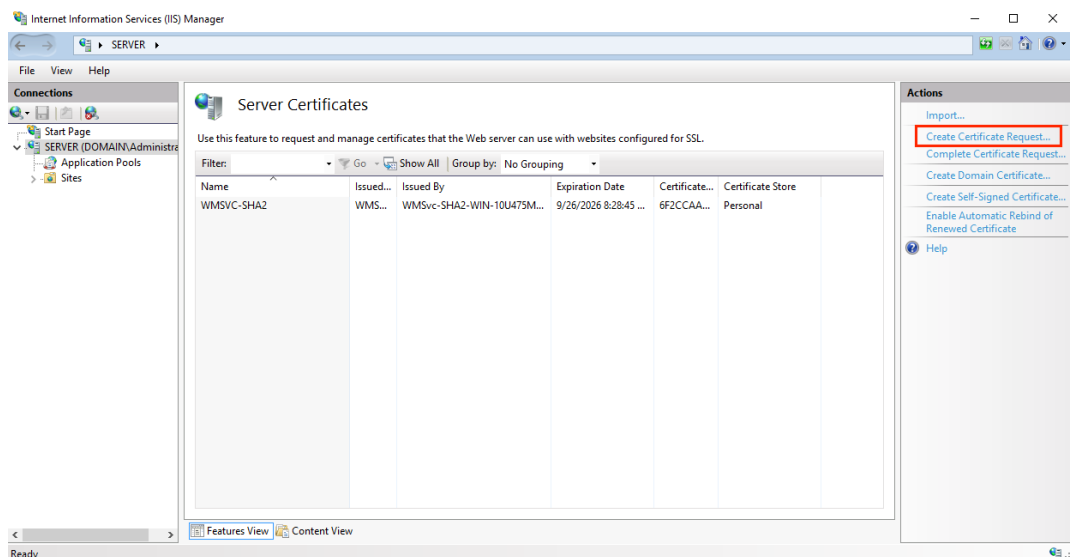 Internet Information Services (IIS) Manager
SERVER
File View Help
Connections
Start Page
SERVER (DOMAIN\Administra
Application Pools
Sites
Server Certificates
Use this feature to request and manage certificates that the Web server can use with websites configured for SSL.
Filter: Go Show All Group by: No Grouping
Name Issued... Issued By Expiration Date Certificate... Certificate Store
WMSVC-SHA2 WMS... WMSvc-SHA2-WIN-10U475M... 9/26/2026 8:28:45 ... 6F2CCAA... Personal
Features View Content View
Actions
Import...
Create Certificate Request...
Complete Certificate Request...
Create Domain Certificate...
Create Self-Signed Certificate...
Enable Automatic Rebind of
Renewed Certificate
Help
Ready